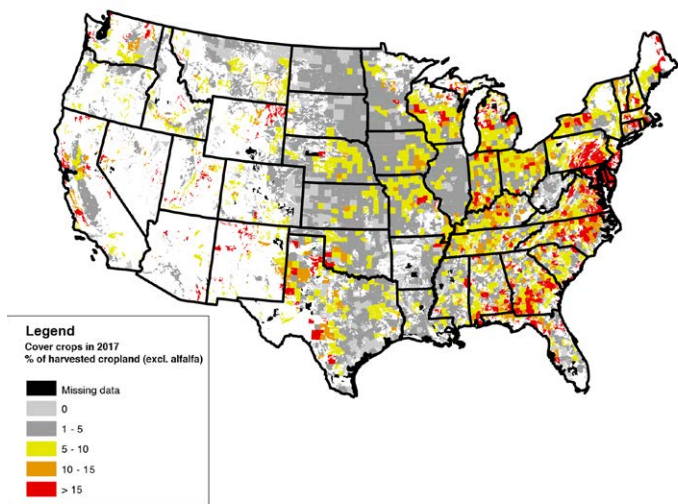 Legend
Cover crops in 2017
% of harvested cropland (excl. alfalfa)
Missing data
0
1 - 5
5 - 10
10 - 15
> 15